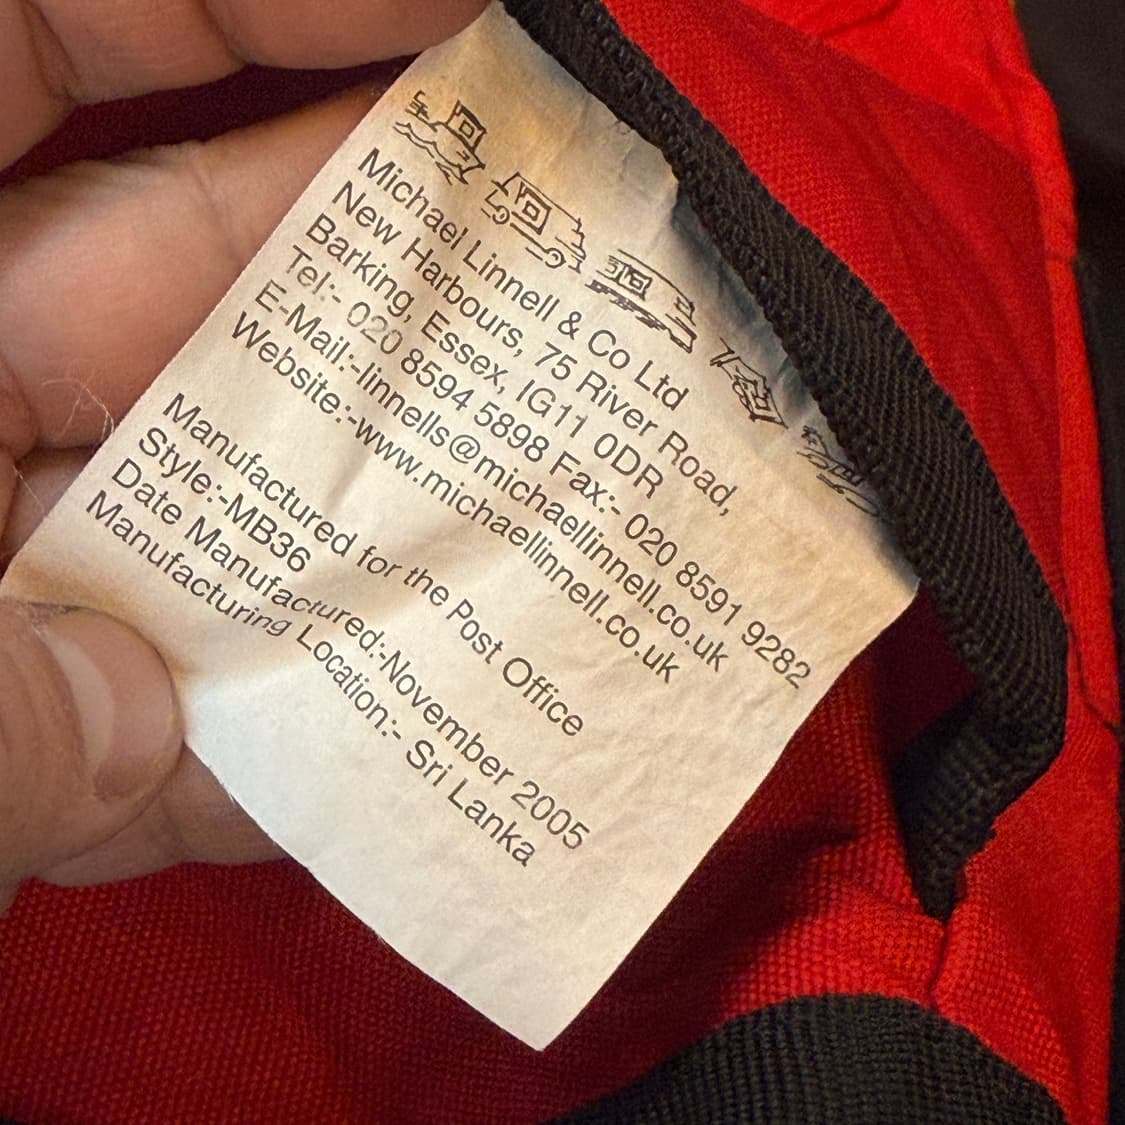 Michael Linnell & Co Ltd
New Harbours, 75 River Road,
Barking, Essex, IG11 0DR
Tel:- 020 8594 5898 Fax:- 020 8591 9282
E-Mail:-linnells@michaellinnell.co.uk
Website:-www.michaellinnell.co.uk
Manufactured for the Post Office
Style:-MB36
Date Manufactured:-November 2005
Manufacturing Location:- Sri Lanka